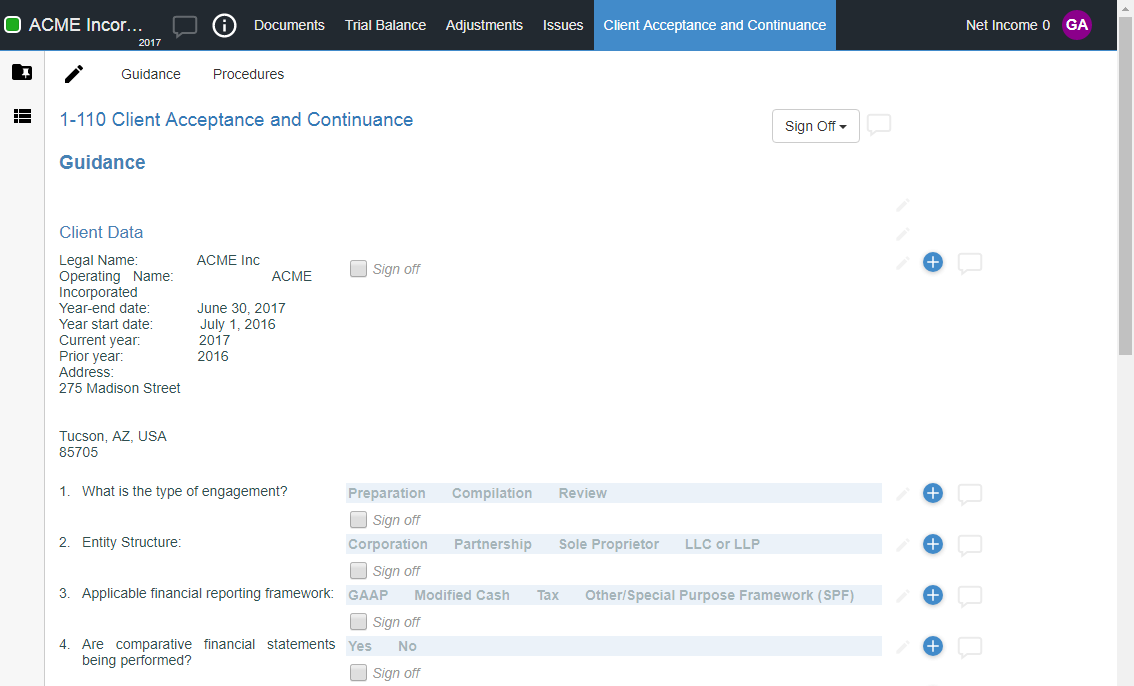 ACME Incor...
2017
Documents Trial Balance Adjustments Issues Client Acceptance and Continuance Net Income 0 GA
Guidance Procedures
1-110 Client Acceptance and Continuance
Sign Off
Guidance
Client Data
Legal Name: ACME Inc
Sign off
Operating Name: ACME
Incorporated
Year-end date: June 30, 2017
Year start date: July 1, 2016
Current year: 2017
Prior year: 2016
Address:
275 Madison Street
Tucson, AZ, USA
85705
1. What is the type of engagement? Preparation Compilation Review
Sign off
2. Entity Structure: Corporation Partnership Sole Proprietor LLC or LLP
Sign off
3. Applicable financial reporting framework: GAAP Modified Cash Tax Other/Special Purpose Framework (SPF)
Sign off
4. Are comparative financial statements Yes No
being performed?
Sign off